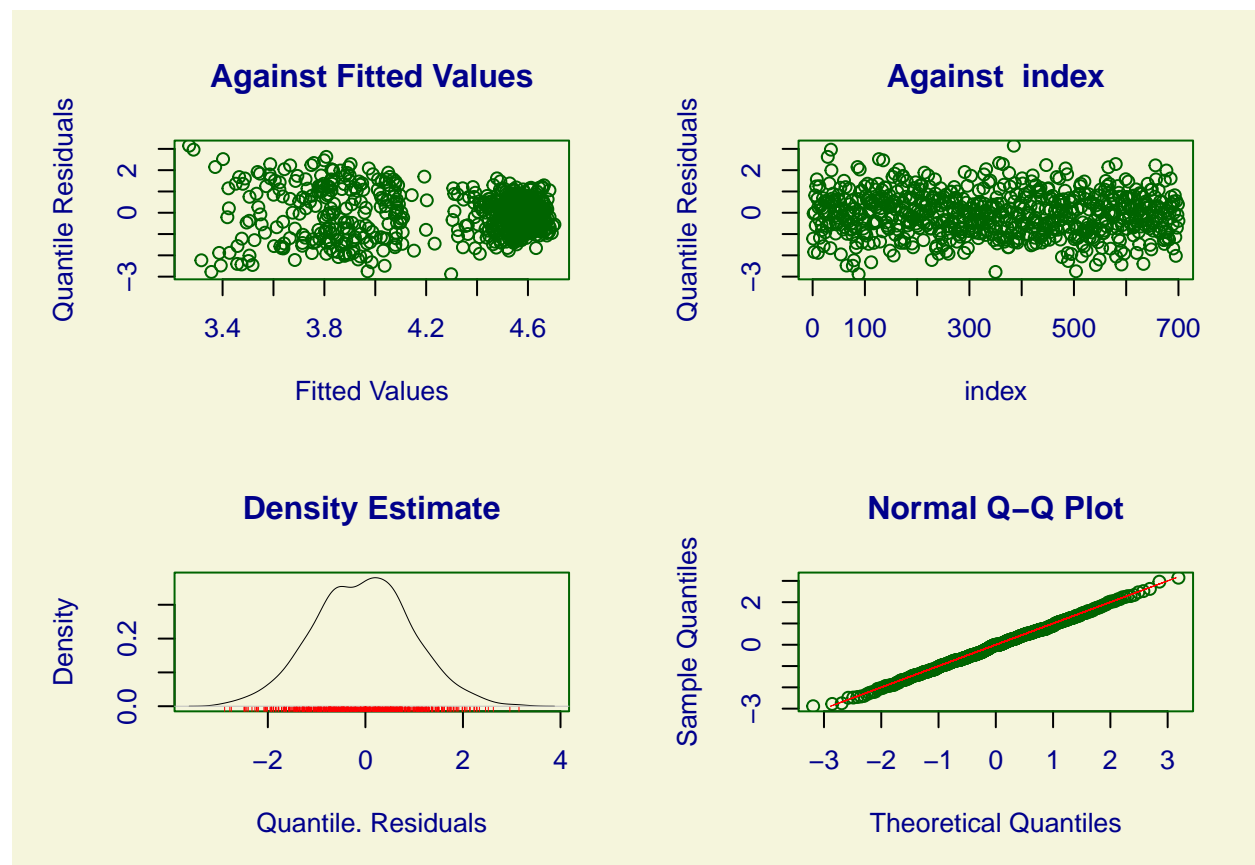 Against Fitted Values
Quantile Residuals
−3 0 2
3.4 3.8 4.2 4.6
Fitted Values
Against  index
Quantile Residuals
−3 0 2
0 100 300 500 700
index
Density Estimate
Density
0.0 0.2
−2 0 2 4
Quantile. Residuals
Normal Q−Q Plot
Sample Quantiles
−3 0 2
−3 −2 −1 0 1 2 3
Theoretical Quantiles